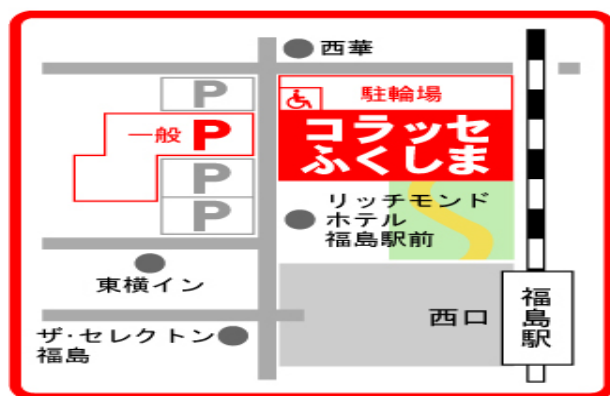 西華
P
駐輪場
一般 P
コラッセ
ふくしま
P
P
リッチモンド
ホテル
福島駅前
東横イン
西口
福島駅
ザ・セレクトン
福島